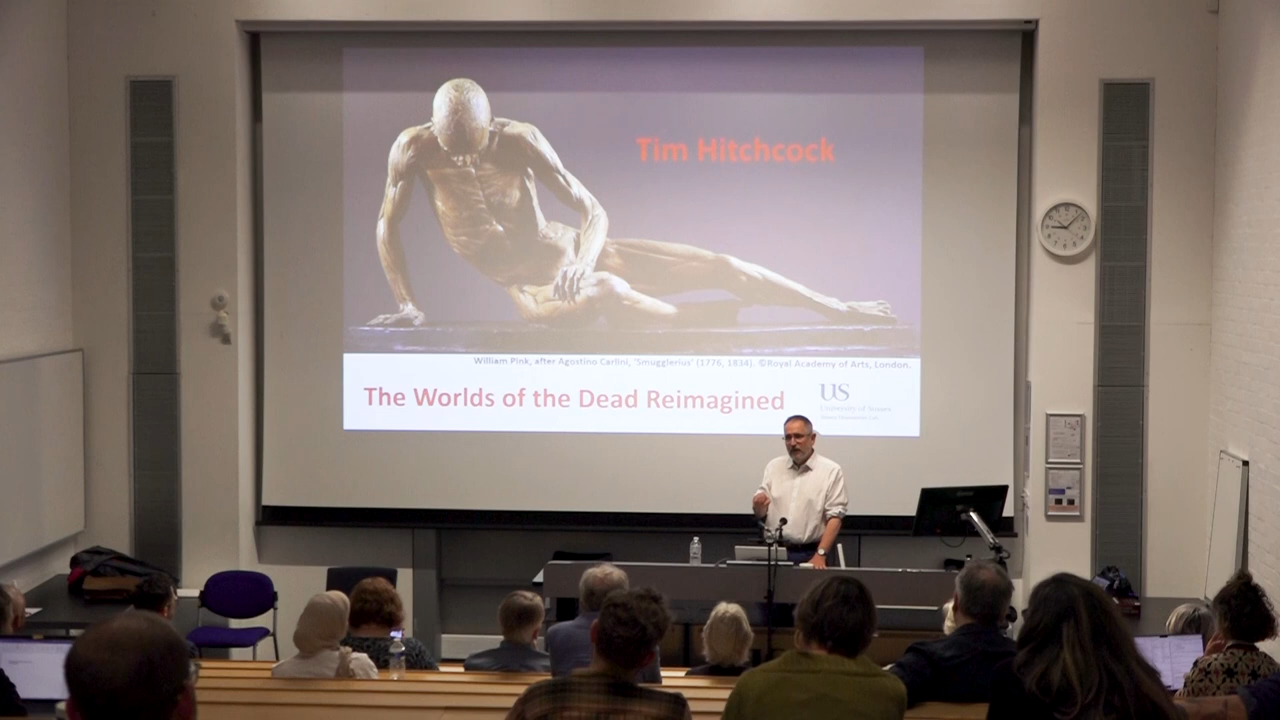 Tim Hitchcock
William Pink, after Agostino Carlini, 'Smugglerius' (1776, 1834). ©Royal Academy of Arts, London.
The Worlds of the Dead Reimagined
US
University of Sussex